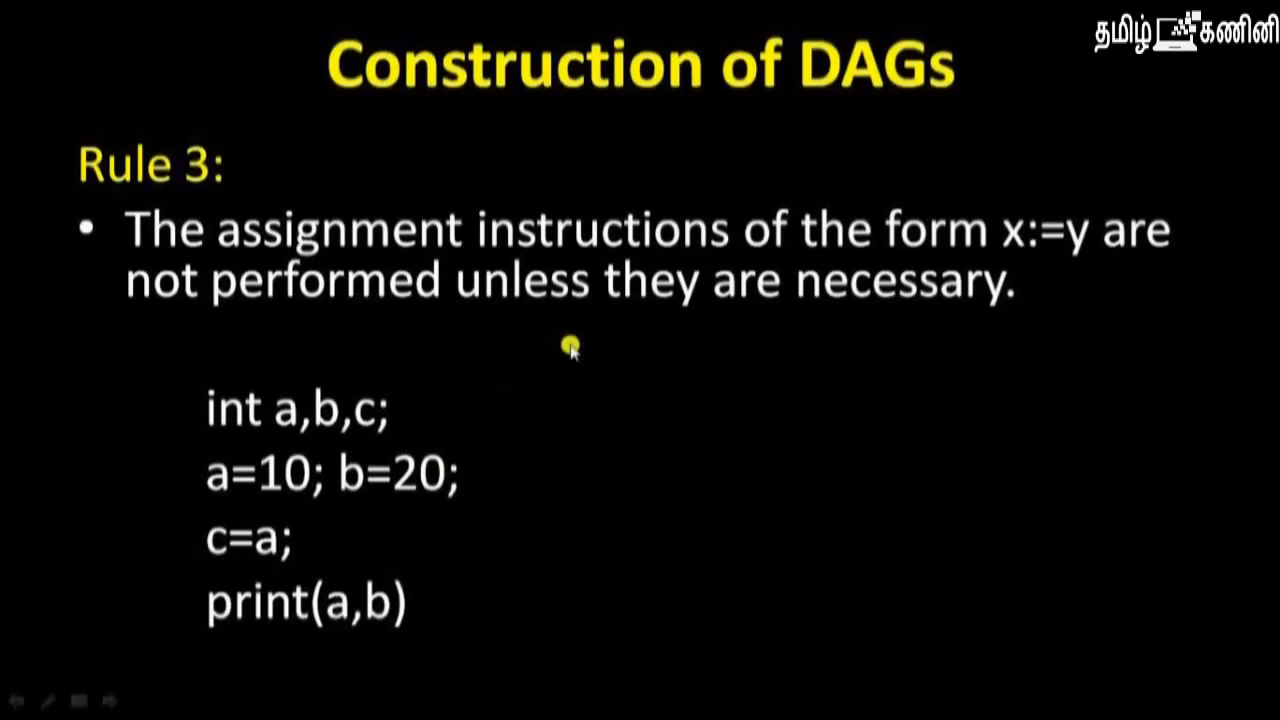 தமிழ் கணினி
Construction of DAGs
Rule 3:
• The assignment instructions of the form x:=y are
not performed unless they are necessary.
int a,b,c;
a=10; b=20;
c=a;
print(a,b)